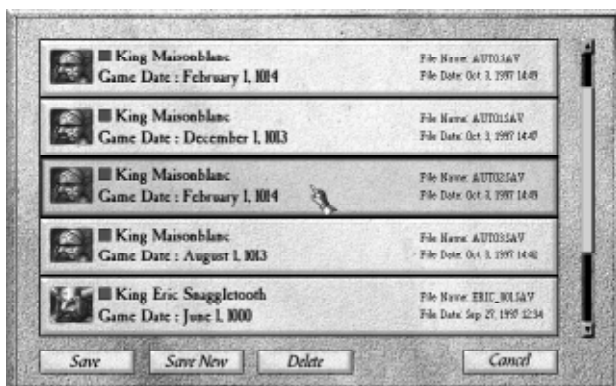 King Maisonblanc
Game Date : February 1, 1014
File Name: AUTO.SAV
File Date: Oct 3, 1997 14:49
King Maisonblanc
Game Date : December 1, 1013
File Name: AUTO1.SAV
File Date: Oct 3, 1997 14:47
King Maisonblanc
Game Date : February 1, 1014
File Name: AUTO2.SAV
File Date: Oct 3, 1997 14:49
King Maisonblanc
Game Date : August 1, 1013
File Name: AUTO3.SAV
File Date: Oct 3, 1997
King Eric Snaggletooth
Game Date : June 1, 1000
File Name: ERIC_101.SAV
File Date: Sep 27, 1997 12:34
Save
Save New
Delete
Cancel